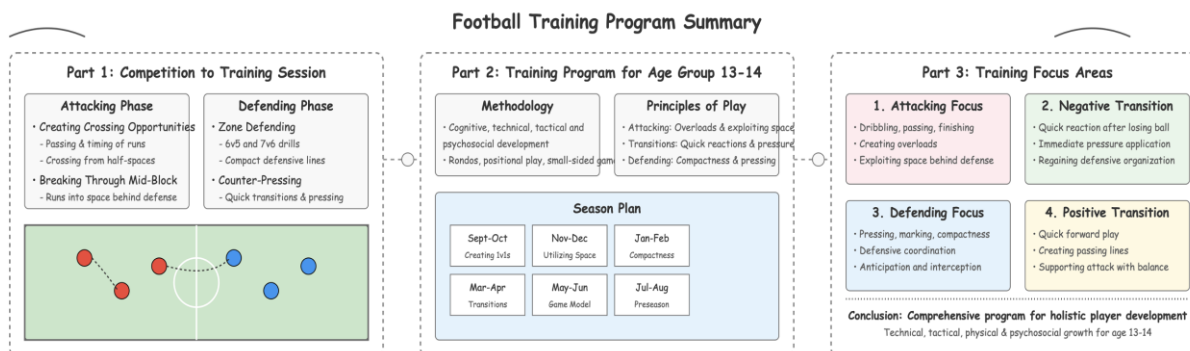 Football Training Program Summary
Part 1: Competition to Training Session
Attacking Phase
• Creating Crossing Opportunities
- Passing & timing of runs
- Crossing from half-spaces
• Breaking Through Mid-Block
- Runs into space behind defense
Defending Phase
• Zone Defending
- 6v5 and 7v6 drills
- Compact defensive lines
• Counter-Pressing
- Quick transitions & pressing
Part 2: Training Program for Age Group 13-14
Methodology
• Cognitive, technical, tactical and
psychosocial development
• Rondos, positional play, small-sided game
Principles of Play
• Attacking: Overloads & exploiting space
• Transitions: Quick reactions & pressure
• Defending: Compactness & pressing
Season Plan
Sept-Oct
Creating 1v1s
Nov-Dec
Utilizing Space
Jan-Feb
Compactness
Mar-Apr
Transitions
May-Jun
Game Model
Jul-Aug
Preseason
Part 3: Training Focus Areas
1. Attacking Focus
• Dribbling, passing, finishing
• Creating overloads
• Exploiting space behind defense
2. Negative Transition
• Quick reaction after losing ball
• Immediate pressure application
• Regaining defensive organization
3. Defending Focus
• Pressing, marking, compactness
• Defensive coordination
• Anticipation and interception
4. Positive Transition
• Quick forward play
• Creating passing lines
• Supporting attack with balance
Conclusion: Comprehensive program for holistic player development
Technical, tactical, physical & psychosocial growth for age 13-14